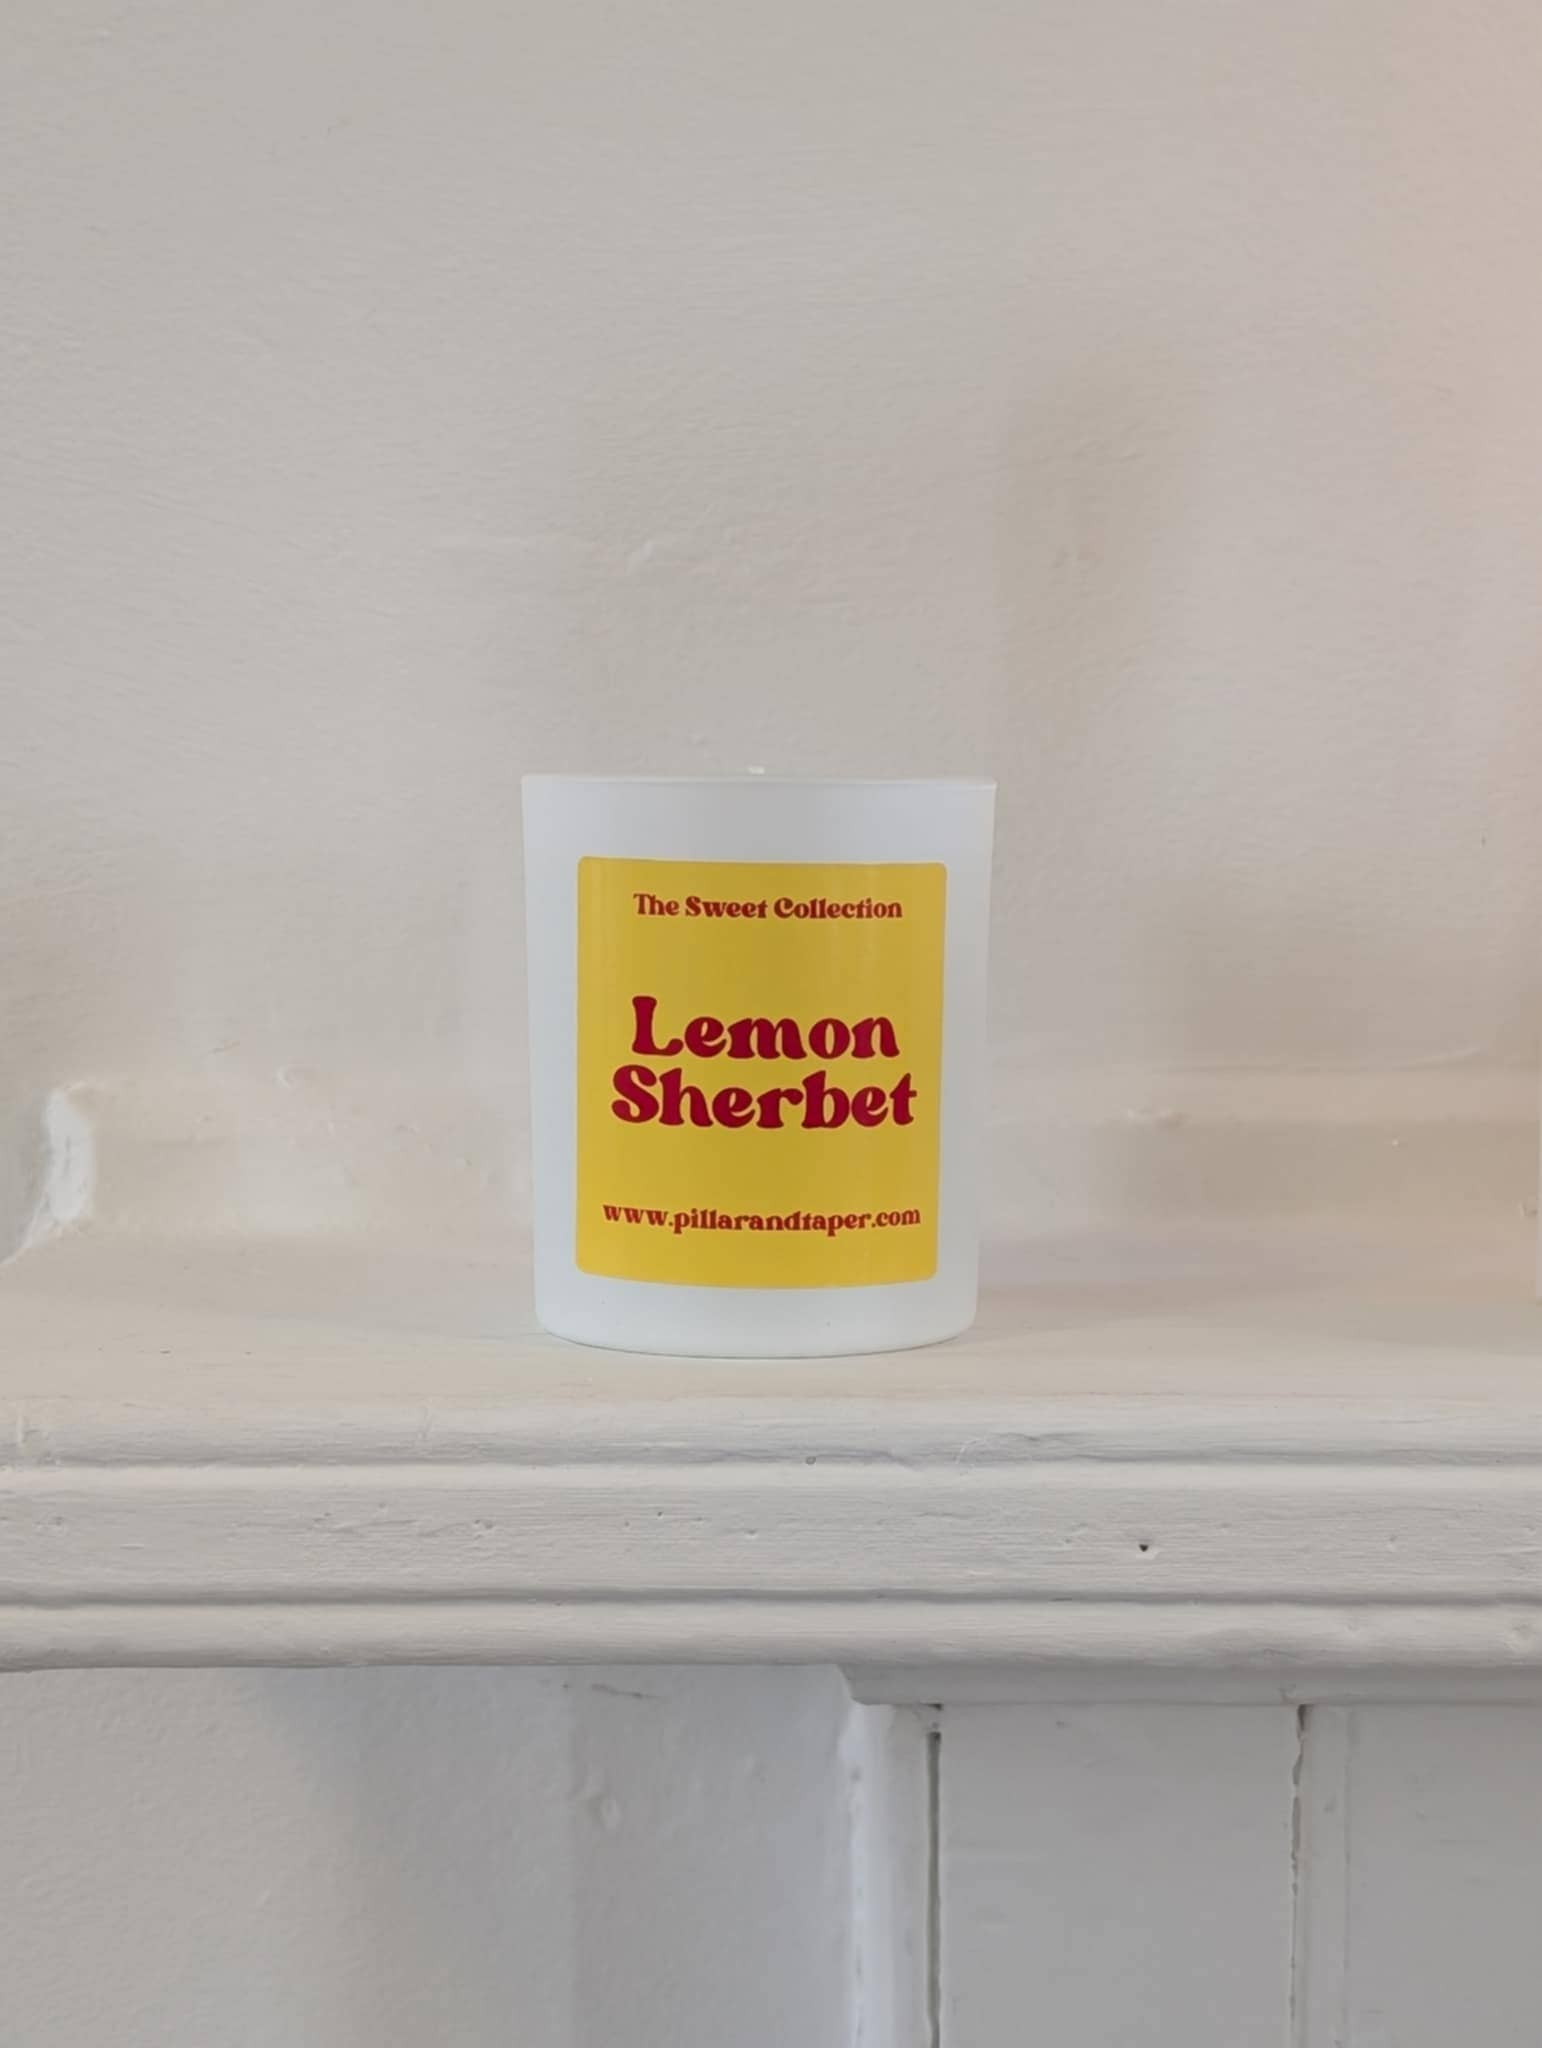 The Sweet Collection
Lemon
Sherbet
www.pillarandtaper.com